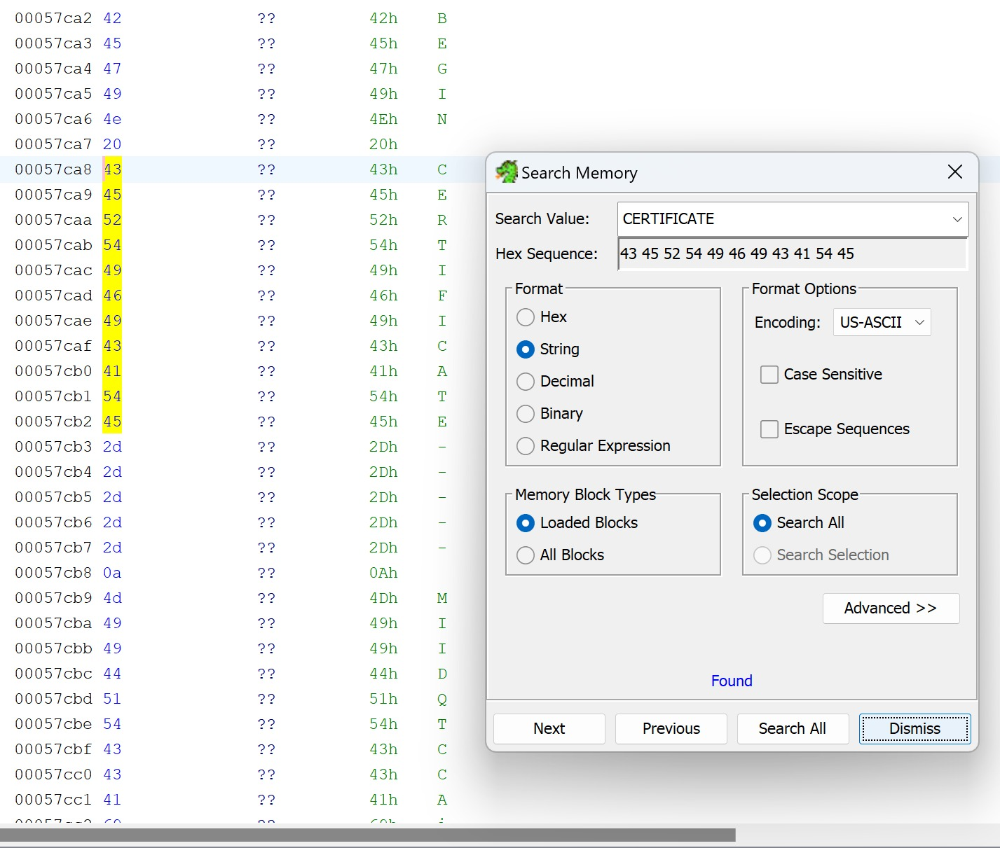 00057ca2 42 ?? 42h B
00057ca3 45 ?? 45h E
00057ca4 47 ?? 47h G
00057ca5 49 ?? 49h I
00057ca6 4e ?? 4Eh N
00057ca7 20 ?? 20h
00057ca8 43 ?? 43h C
00057ca9 45 ?? 45h E
00057caa 52 ?? 52h R
00057cab 54 ?? 54h T
00057cac 49 ?? 49h I
00057cad 46 ?? 46h F
00057cae 49 ?? 49h I
00057caf 43 ?? 43h C
00057cb0 41 ?? 41h A
00057cb1 54 ?? 54h T
00057cb2 45 ?? 45h E
00057cb3 2d ?? 2Dh -
00057cb4 2d ?? 2Dh -
00057cb5 2d ?? 2Dh -
00057cb6 2d ?? 2Dh -
00057cb7 2d ?? 2Dh -
00057cb8 0a ?? 0Ah
00057cb9 4d ?? 4Dh M
00057cba 49 ?? 49h I
00057cbb 49 ?? 49h I
00057cbc 44 ?? 44h D
00057cbd 51 ?? 51h Q
00057cbe 54 ?? 54h T
00057cbf 43 ?? 43h C
00057cc0 43 ?? 43h C
00057cc1 41 ?? 41h A
Search Memory
Search Value: CERTIFICATE
Hex Sequence: 43 45 52 54 49 46 49 43 41 54 45
Format
Hex
String
Decimal
Binary
Regular Expression
Format Options
Encoding: US-ASCII
Case Sensitive
Escape Sequences
Memory Block Types
Loaded Blocks
All Blocks
Selection Scope
Search All
Search Selection
Advanced >>
Found
Next Previous Search All Dismiss